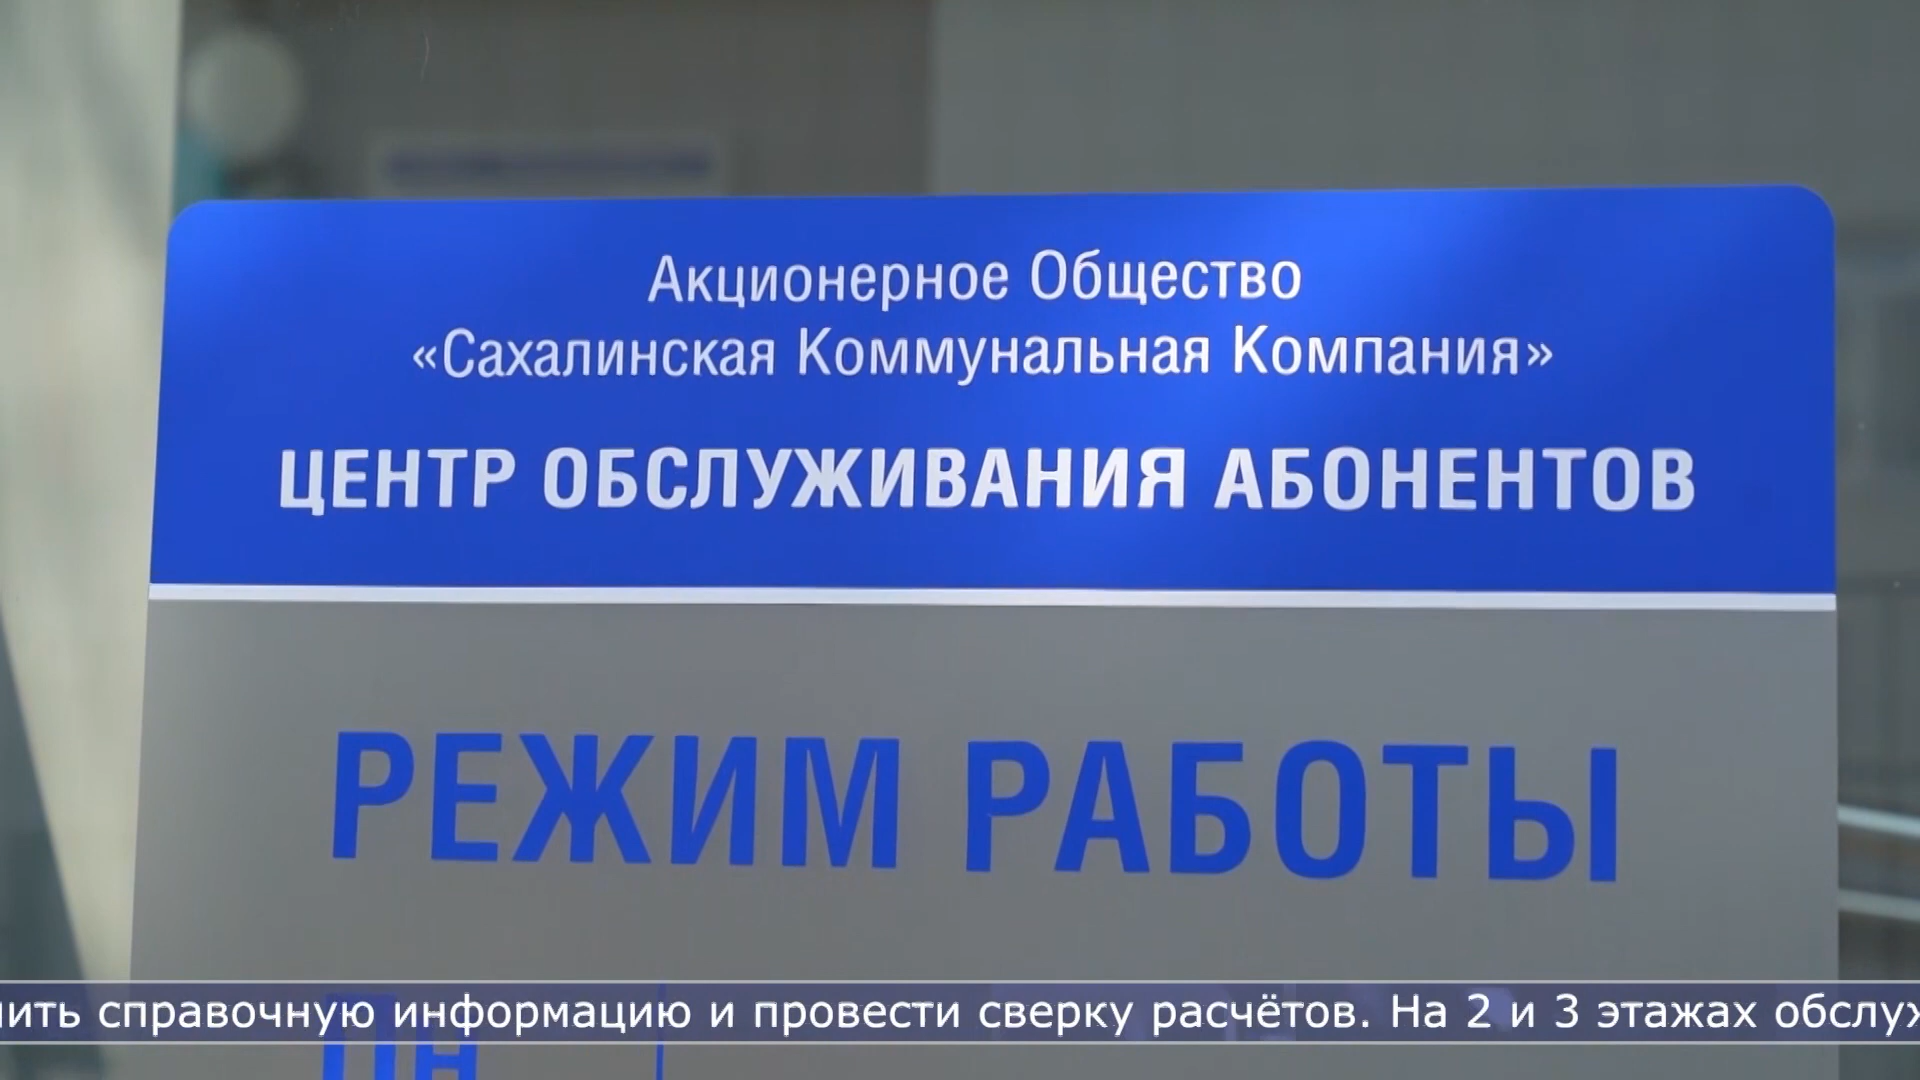 Акционерное Общество
«Сахалинская Коммунальная Компания»
ЦЕНТР ОБСЛУЖИВАНИЯ АБОНЕНТОВ
РЕЖИМ РАБОТЫ
справочную информацию и провести сверку расчётов. На 2 и 3 этажах
Пн